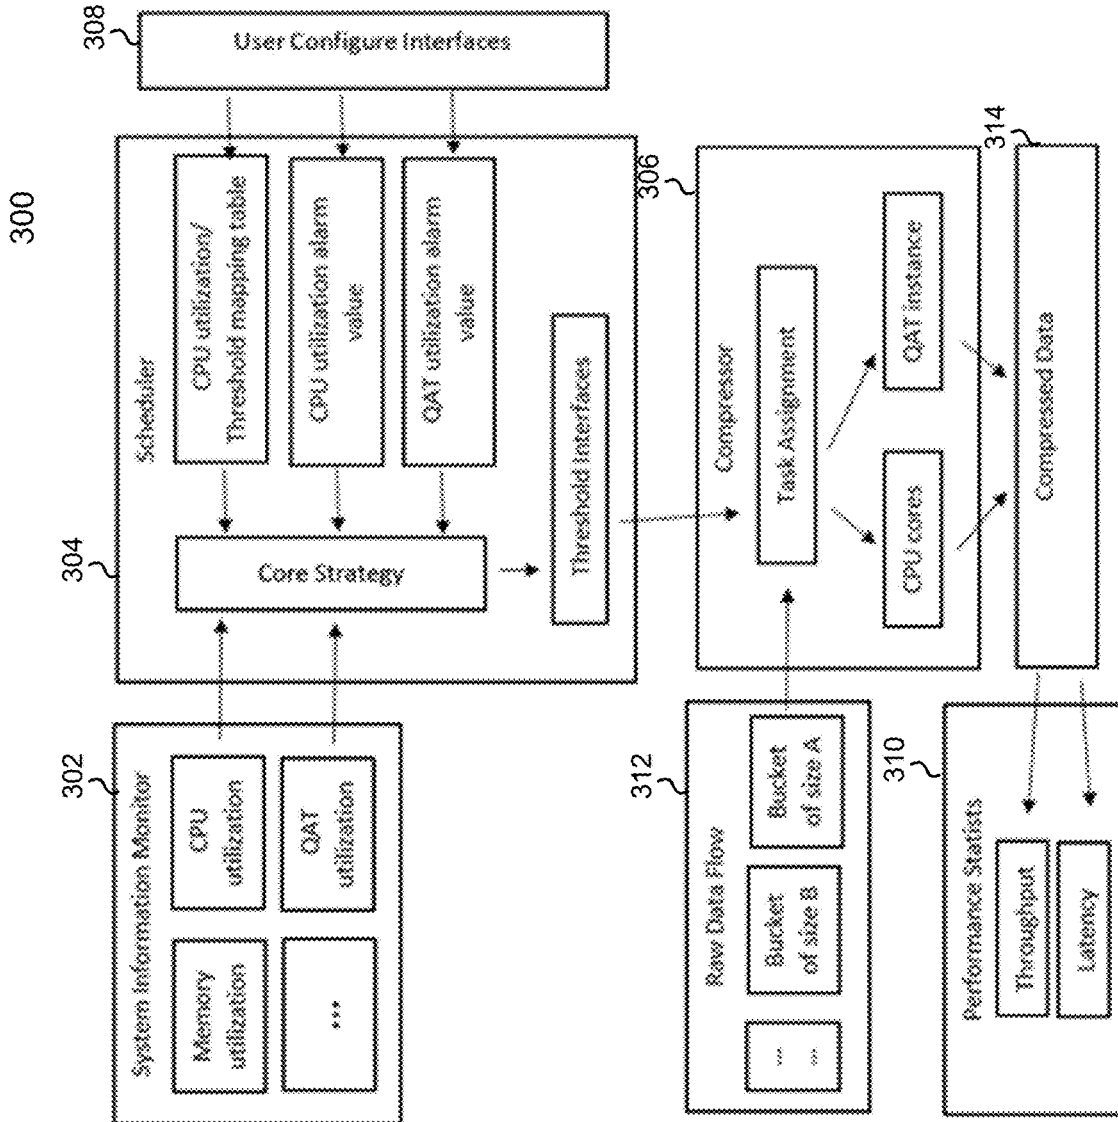 300
302
System Information Monitor
Memory
utilization
CPU
utilization
...
QAT
utilization
304
Scheduler
Core Strategy
CPU utilization/
Threshold mapping table
CPU utilization alarm
value
QAT utilization alarm
value
Threshold Interfaces
308
User Configure Interfaces
312
Raw Data Flow
...
...
Bucket
of size B
Bucket
of size A
306
Compressor
Task Assignment
CPU cores
QAT instance
310
Performance Statists
Throughput
Latency
314
Compressed Data